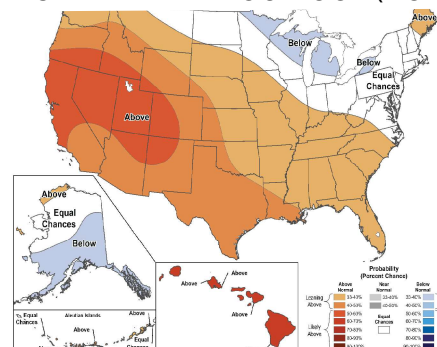 Above
Below
Below
Equal
Chances
Above
Above
Equal
Chances
Below
Above
Above
Above
Equal
Chances
Aleutian Islands
Above
Above
Equal
Probability
(Percent Chance)
Above
Normal
Near
Normal
Below
Normal
Leaning
Above
Likely
Above
33-40%
40-50%
50-60%
60-70%
70-80%
80-90%
33-40%
40-50%
Equal
Chances
33-40%
40-50%
50-60%
60-70%
70-80%
80-90%